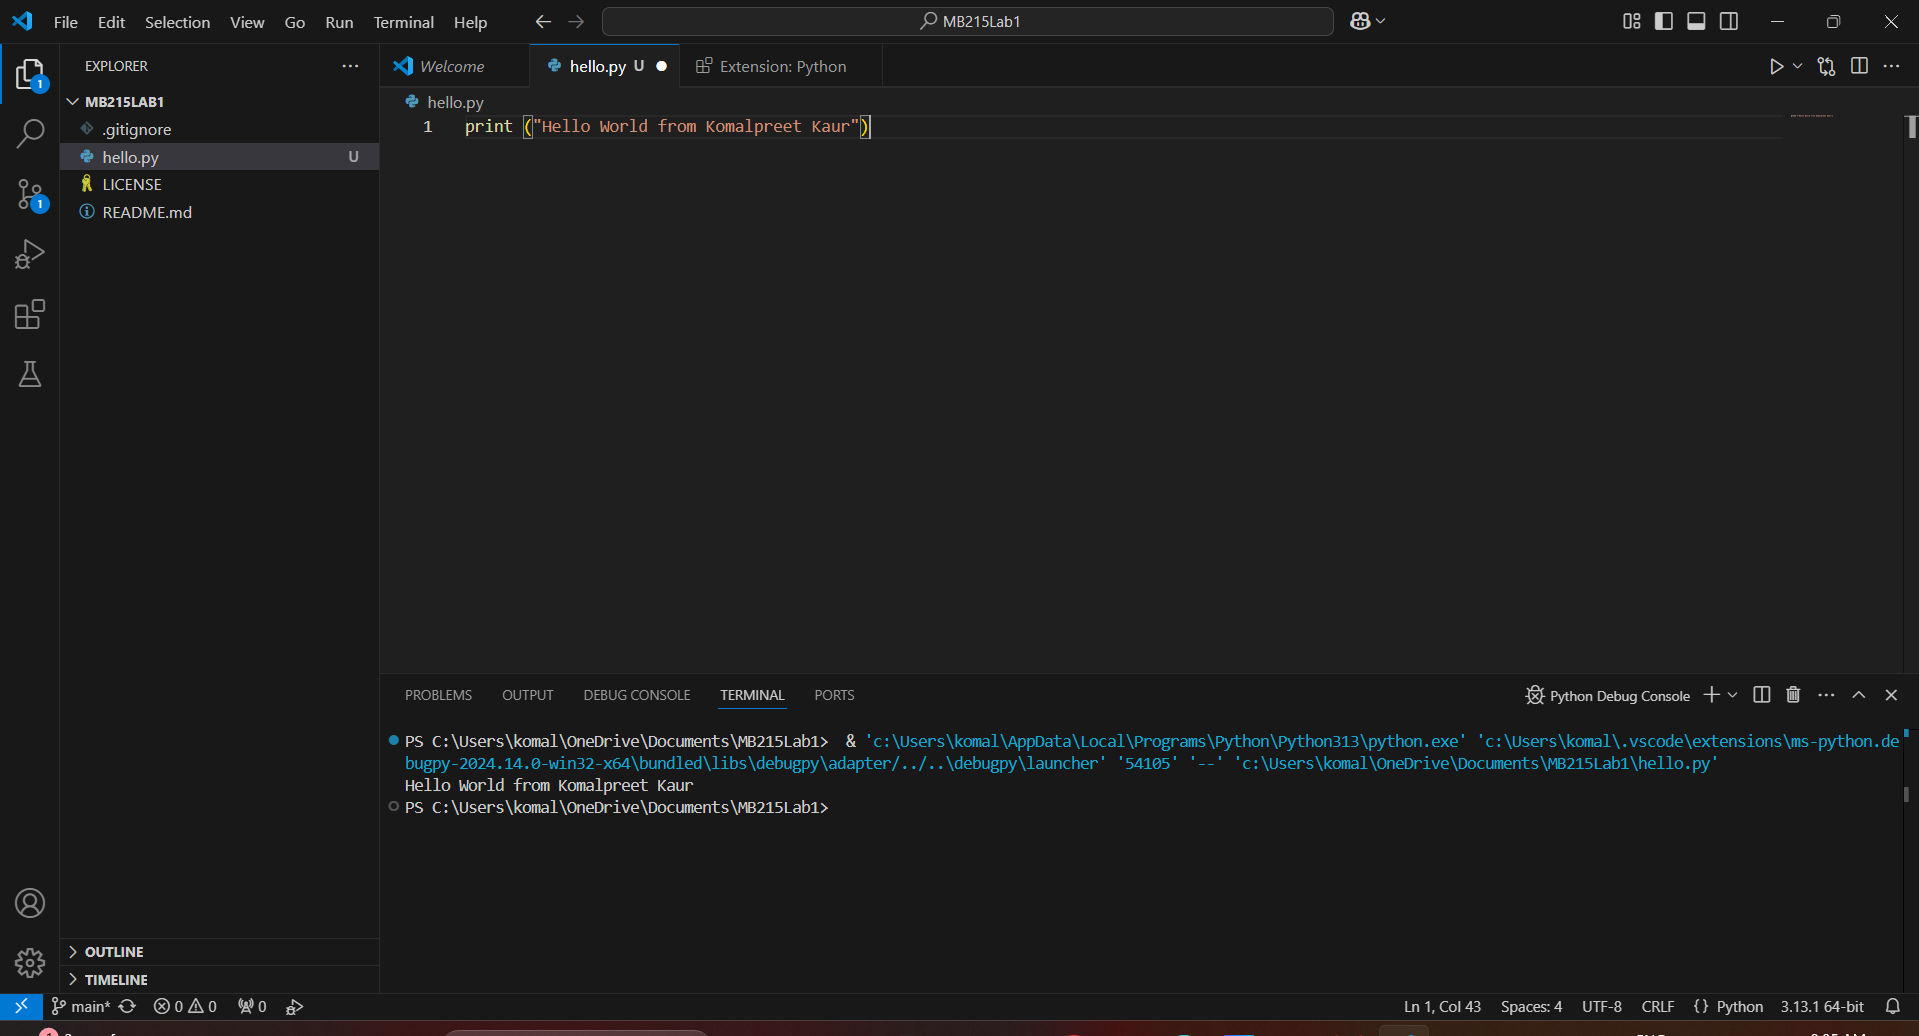 File Edit Selection View Go Run Terminal Help
MB215Lab1
EXPLORER
Welcome
hello.py U
Extension: Python
MB215LAB1
.gitignore
hello.py U
LICENSE
README.md
1
1
hello.py
1 print ("Hello World from Komalpreet Kaur")
PROBLEMS OUTPUT DEBUG CONSOLE TERMINAL PORTS
Python Debug Console
PS C:\Users\komal\OneDrive\Documents\MB215Lab1>  & 'c:\Users\komal\AppData\Local\Programs\Python\Python313\python.exe' 'c:\Users\komal\.vscode\extensions\ms-python.de
bugpy-2024.14.0-win32-x64\bundled\libs\debugpy\adapter/../..\debugpy\launcher' '54105' '--' 'c:\Users\komal\OneDrive\Documents\MB215Lab1\hello.py'
Hello World from Komalpreet Kaur
PS C:\Users\komal\OneDrive\Documents\MB215Lab1>
OUTLINE
TIMELINE
main* 0 0 0
Ln 1, Col 43 Spaces: 4 UTF-8 CRLF {} Python 3.13.1 64-bit